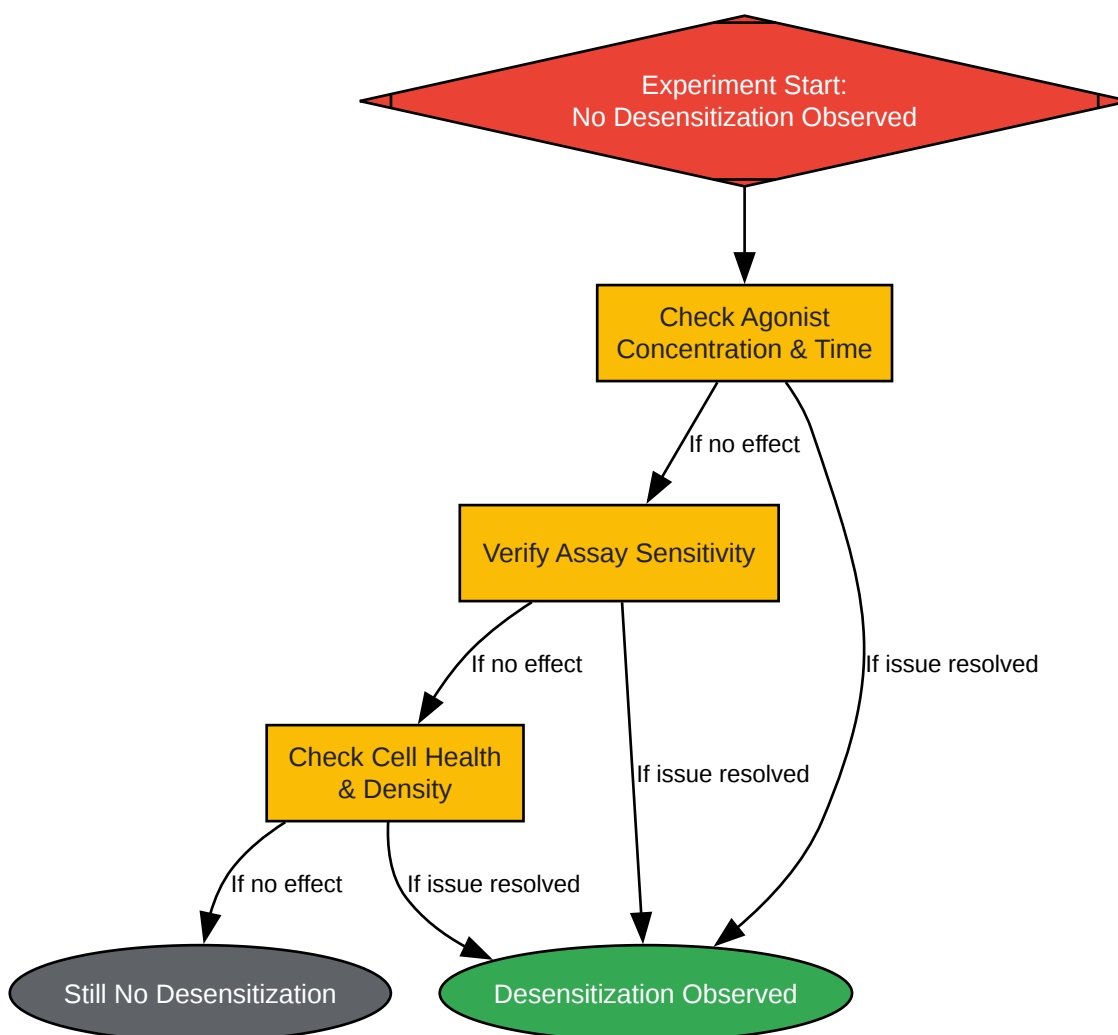 Experiment Start:
No Desensitization Observed
Check Agonist
Concentration & Time
If no effect
Verify Assay Sensitivity
If no effect
If issue resolved
Check Cell Health
& Density
If issue resolved
If no effect
If issue resolved
Still No Desensitization
Desensitization Observed